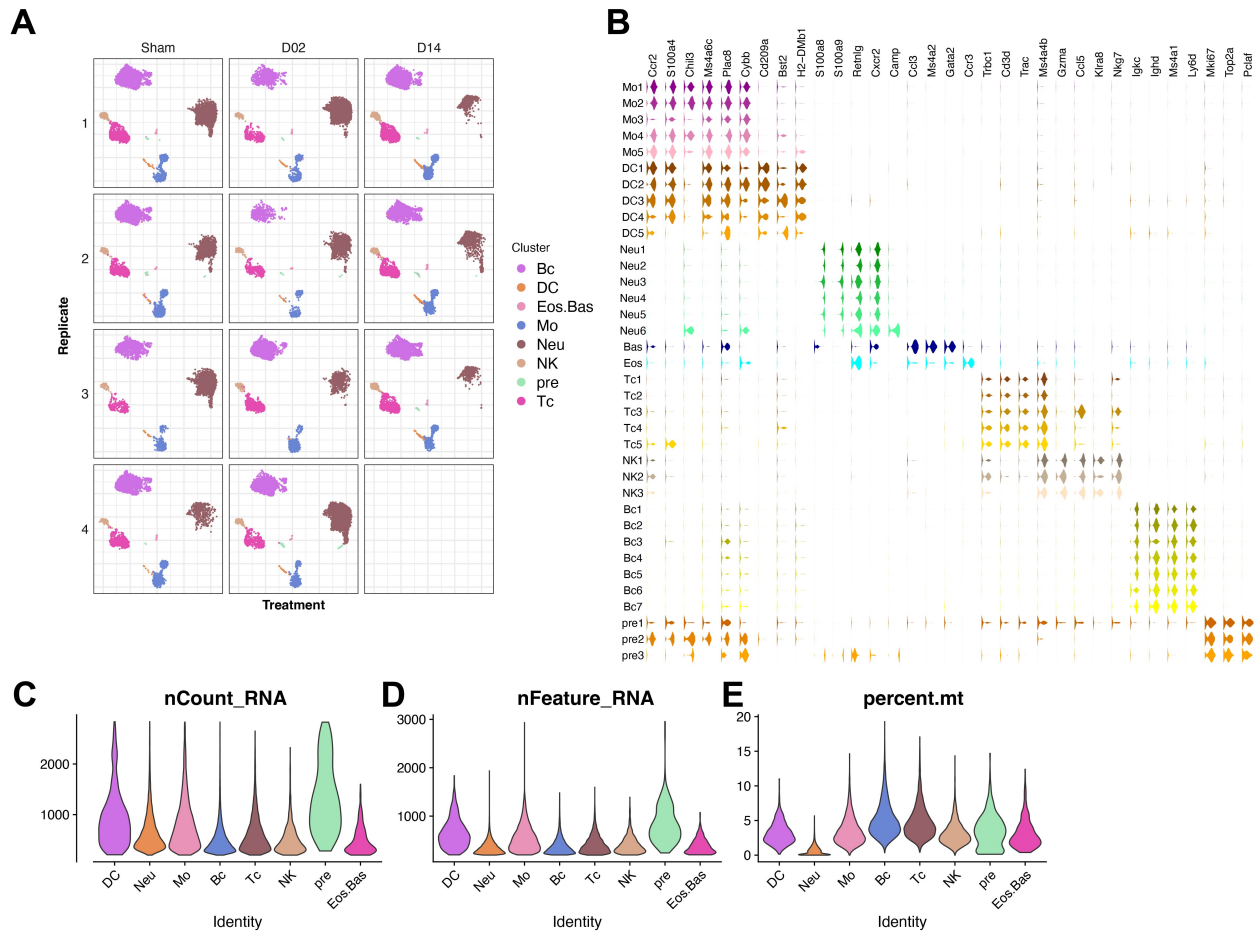 A
Sham D02 D14
1
2
3
4
Replicate
Treatment
Cluster
Bc
DC
Eos.Bas
Mo
Neu
NK
pre
Tc
B
Ccr2 S100a4 Chil3 Ms4a6c Plac8 Cybb Cd209a Bst2 H2−DMb1 S100a8 S100a9 Retnlg Cxcr2 Camp Ccl3 Ms4a2 Gata2 Ccr3 Trbc1 Cd3d Trac Ms4a4b Gzma Ccl5 Klra8 Nkg7 Igkc Ighd Ms4a1 Ly6d Mki67 Top2a Pclaf
Mo1
Mo2
Mo3
Mo4
Mo5
DC1
DC2
DC3
DC4
DC5
Neu1
Neu2
Neu3
Neu4
Neu5
Neu6
Bas
Eos
Tc1
Tc2
Tc3
Tc4
Tc5
NK1
NK2
NK3
Bc1
Bc2
Bc3
Bc4
Bc5
Bc6
Bc7
pre1
pre2
pre3
C
nCount_RNA
2000
1000
DC Neu Mo Bc Tc NK pre Eos.Bas
Identity
D
nFeature_RNA
3000
2000
1000
DC Neu Mo Bc Tc NK pre Eos.Bas
Identity
E
percent.mt
20
15
10
5
0
DC Neu Mo Bc Tc NK pre Eos.Bas
Identity